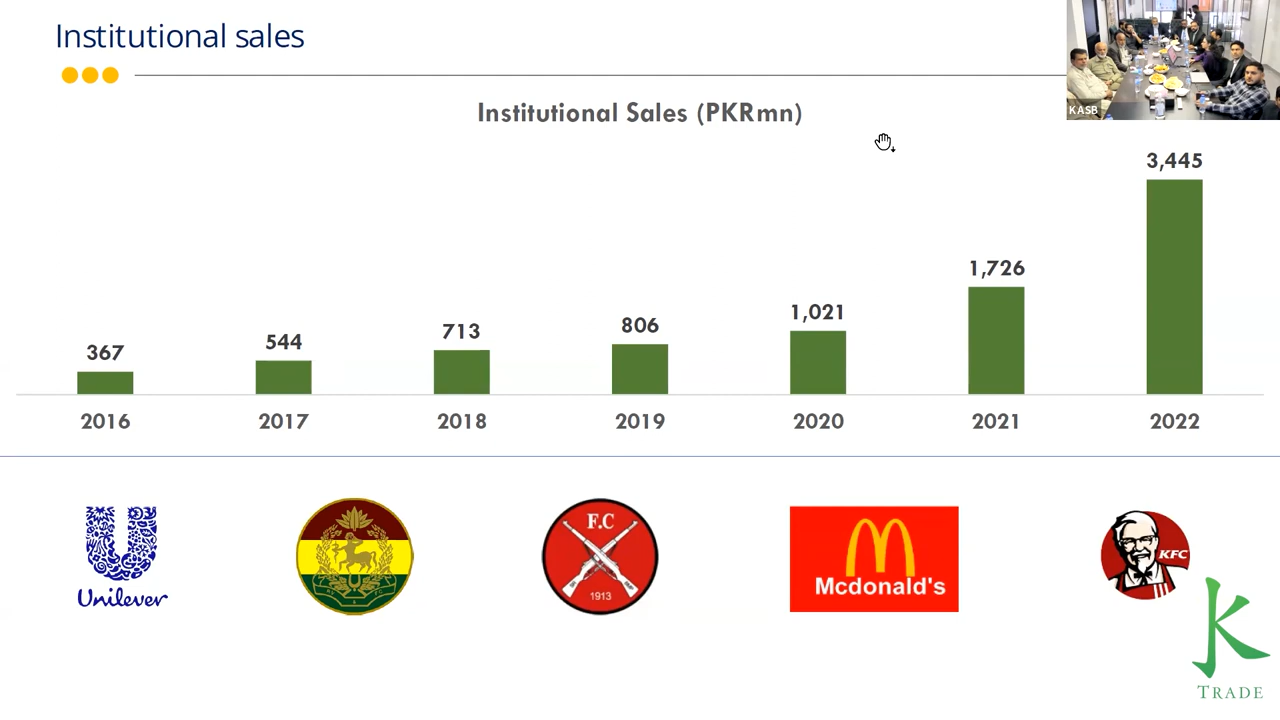 Institutional sales
KASB
Institutional Sales (PKRmn)
367
544
713
806
1,021
1,726
3,445
2016
2017
2018
2019
2020
2021
2022
Unilever
F.C
1913
Mcdonald's
KFC
K
TRADE